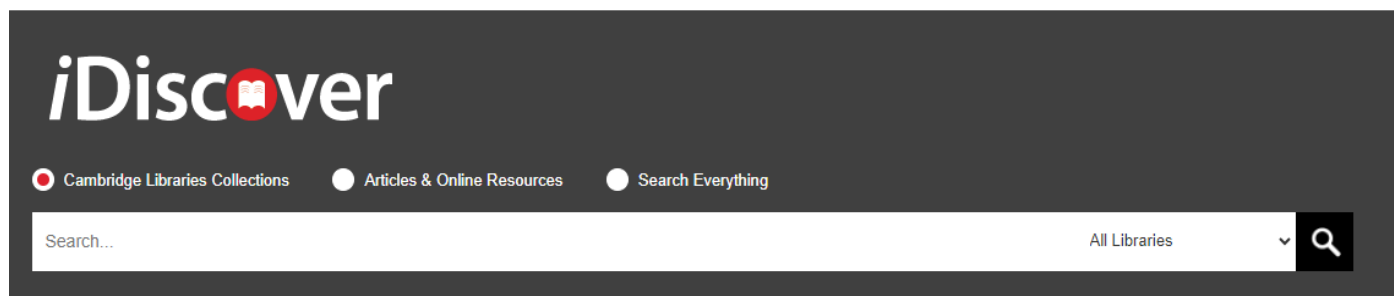 iDiscover
Cambridge Libraries Collections Articles & Online Resources Search Everything
Search... All Libraries